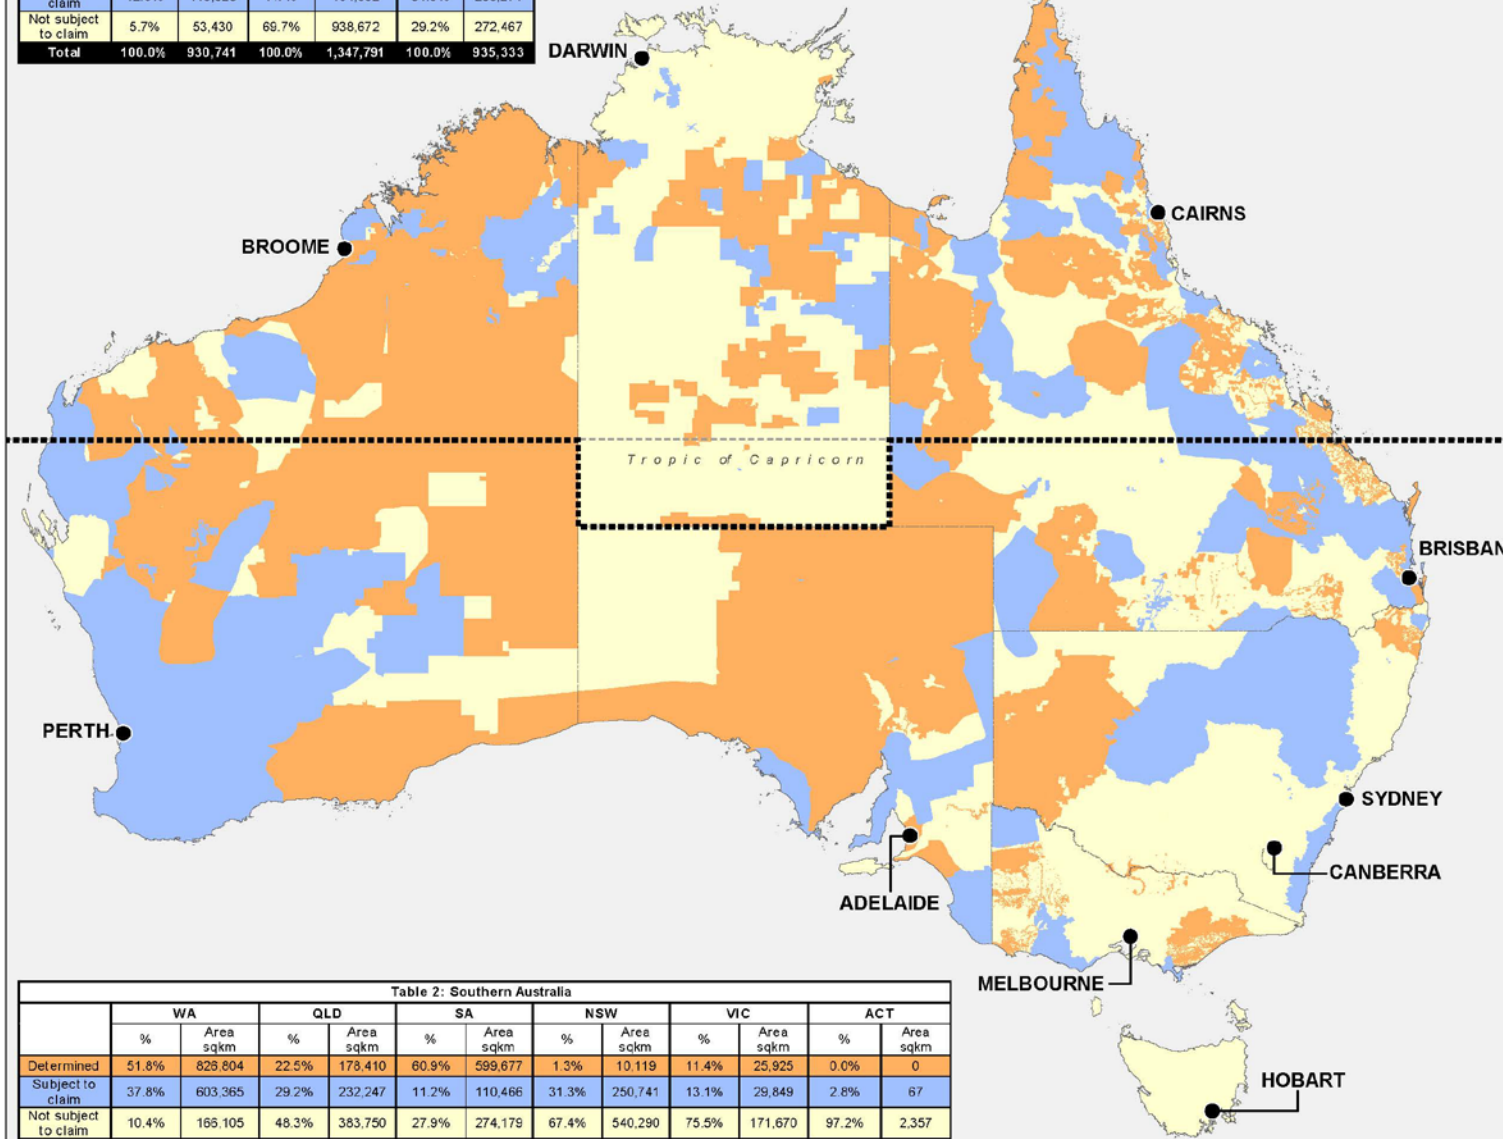 claim
Not subject to claim 5.7% 53,430 69.7% 938,672 29.2% 272,467
Total 100.0% 930,741 100.0% 1,347,791 100.0% 935,333
DARWIN
CAIRNS
BROOME
Tropic of Capricorn
BRISBAN
PERTH
SYDNEY
CANBERRA
ADELAIDE
MELBOURNE
HOBART
Table 2: Southern Australia
WA QLD SA NSW VIC ACT
% Area sqkm % Area sqkm % Area sqkm % Area sqkm % Area sqkm % Area sqkm
Determined 51.8% 826,804 22.5% 178,410 60.9% 599,677 1.3% 10,119 11.4% 25,925 0.0% 0
Subject to claim 37.8% 603,365 29.2% 232,247 11.2% 110,466 31.3% 250,741 13.1% 29,849 2.8% 67
Not subject to claim 10.4% 166,105 48.3% 383,750 27.9% 274,179 67.4% 540,290 75.5% 171,670 97.2% 2,357